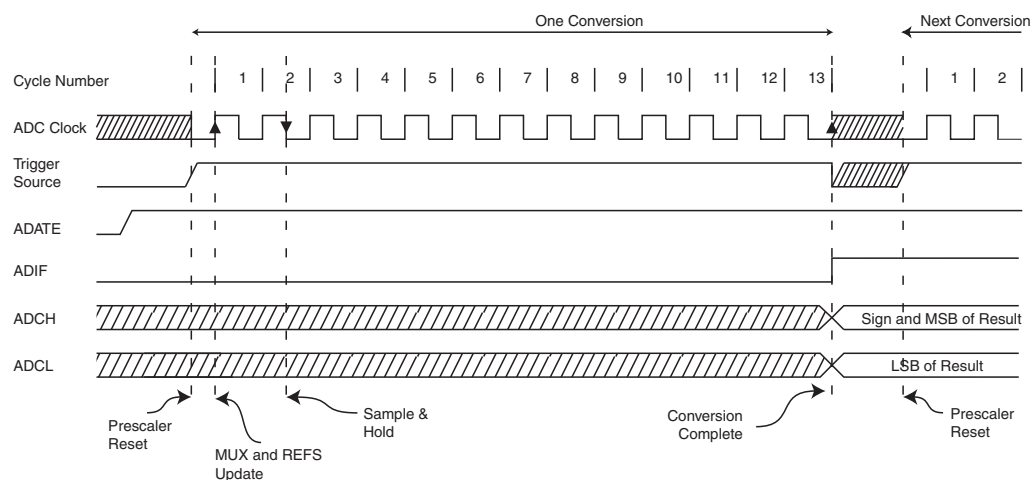 One Conversion
Next Conversion
Cycle Number
1 2 3 4 5 6 7 8 9 10 11 12 13
1 2
ADC Clock
Trigger
Source
ADATE
ADIF
ADCH
Sign and MSB of Result
ADCL
LSB of Result
Prescaler
Reset
MUX and REFS
Update
Sample &
Hold
Conversion
Complete
Prescaler
Reset